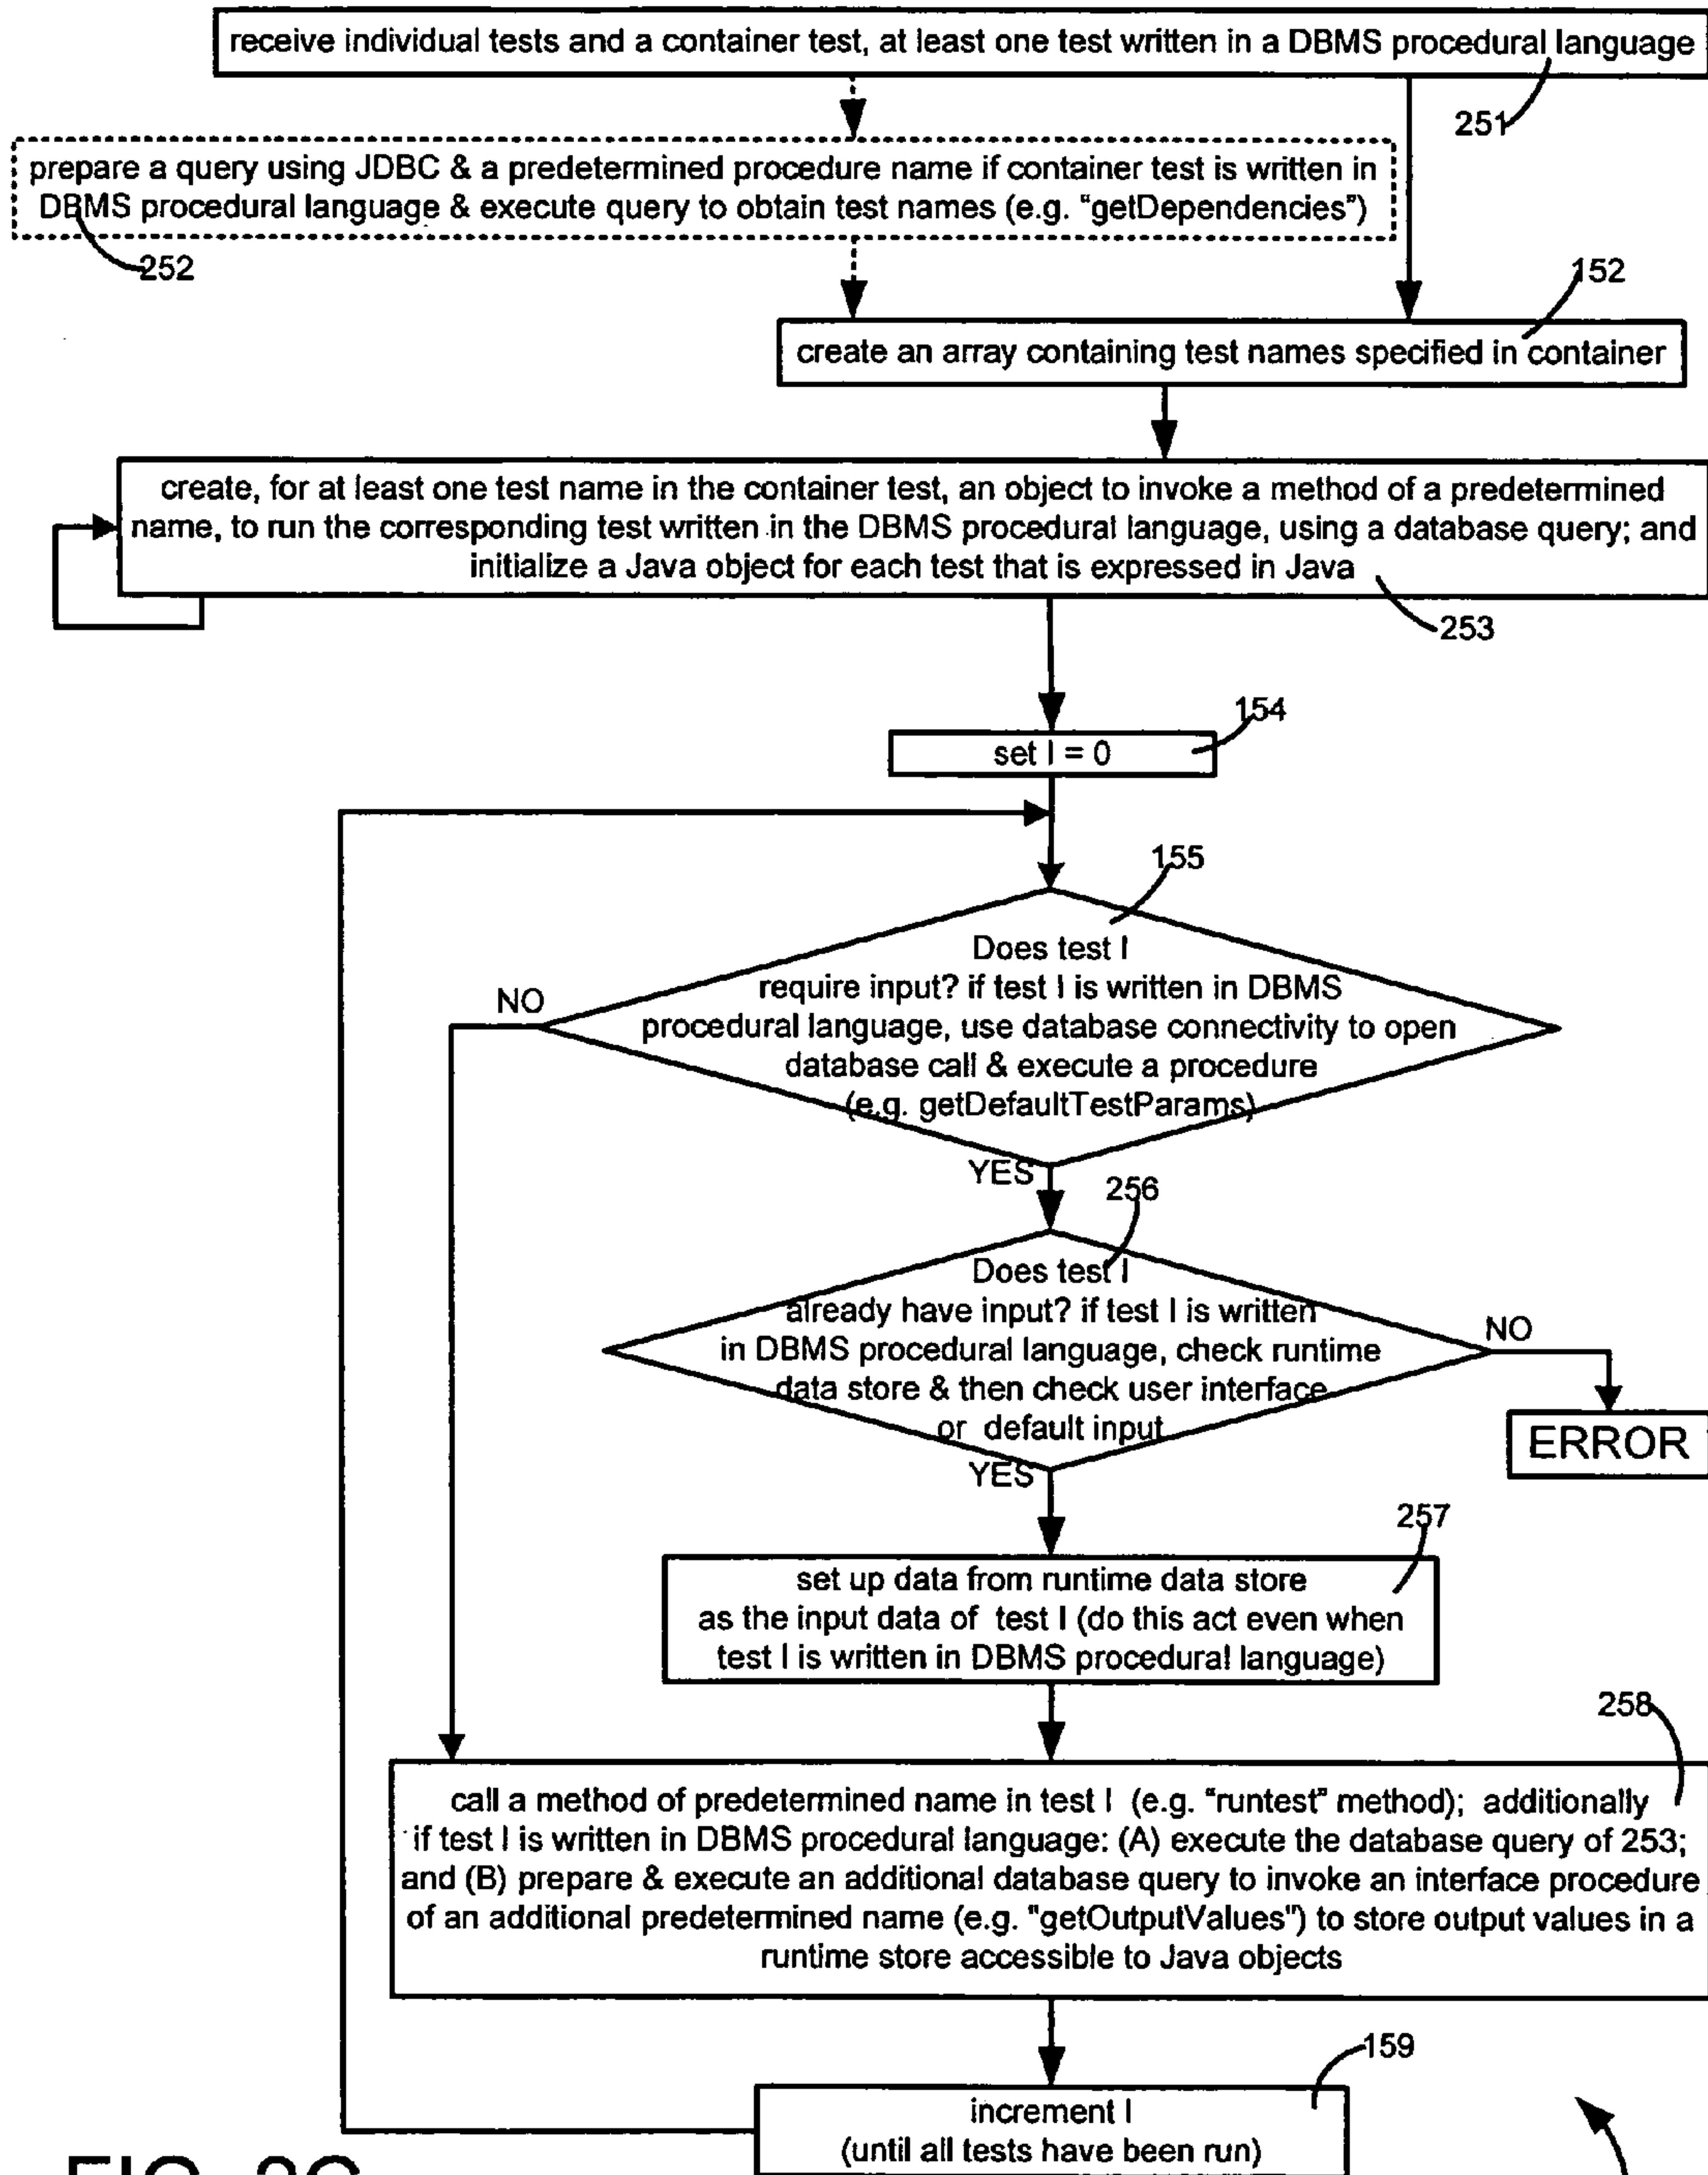 receive individual tests and a container test, at least one test written in a DBMS procedural language
251
prepare a query using JDBC & a predetermined procedure name if container test is written in
DBMS procedural language & execute query to obtain test names (e.g. "getDependencies")
252
152
create an array containing test names specified in container
create, for at least one test name in the container test, an object to invoke a method of a predetermined
name, to run the corresponding test written in the DBMS procedural language, using a database query; and
initialize a Java object for each test that is expressed in Java
253
154
set I = 0
155
Does test I
require input? if test I is written in DBMS
procedural language, use database connectivity to open
database call & execute a procedure
(e.g. getDefaultTestParams)
NO
YES
256
Does test I
already have input? if test I is written
in DBMS procedural language, check runtime
data store & then check user interface
or default input
NO
ERROR
YES
257
set up data from runtime data store
as the input data of test I (do this act even when
test I is written in DBMS procedural language)
258
call a method of predetermined name in test I (e.g. "runtest" method); additionally
if test I is written in DBMS procedural language: (A) execute the database query of 253;
and (B) prepare & execute an additional database query to invoke an interface procedure
of an additional predetermined name (e.g. "getOutputValues") to store output values in a
runtime store accessible to Java objects
159
increment I
(until all tests have been run)